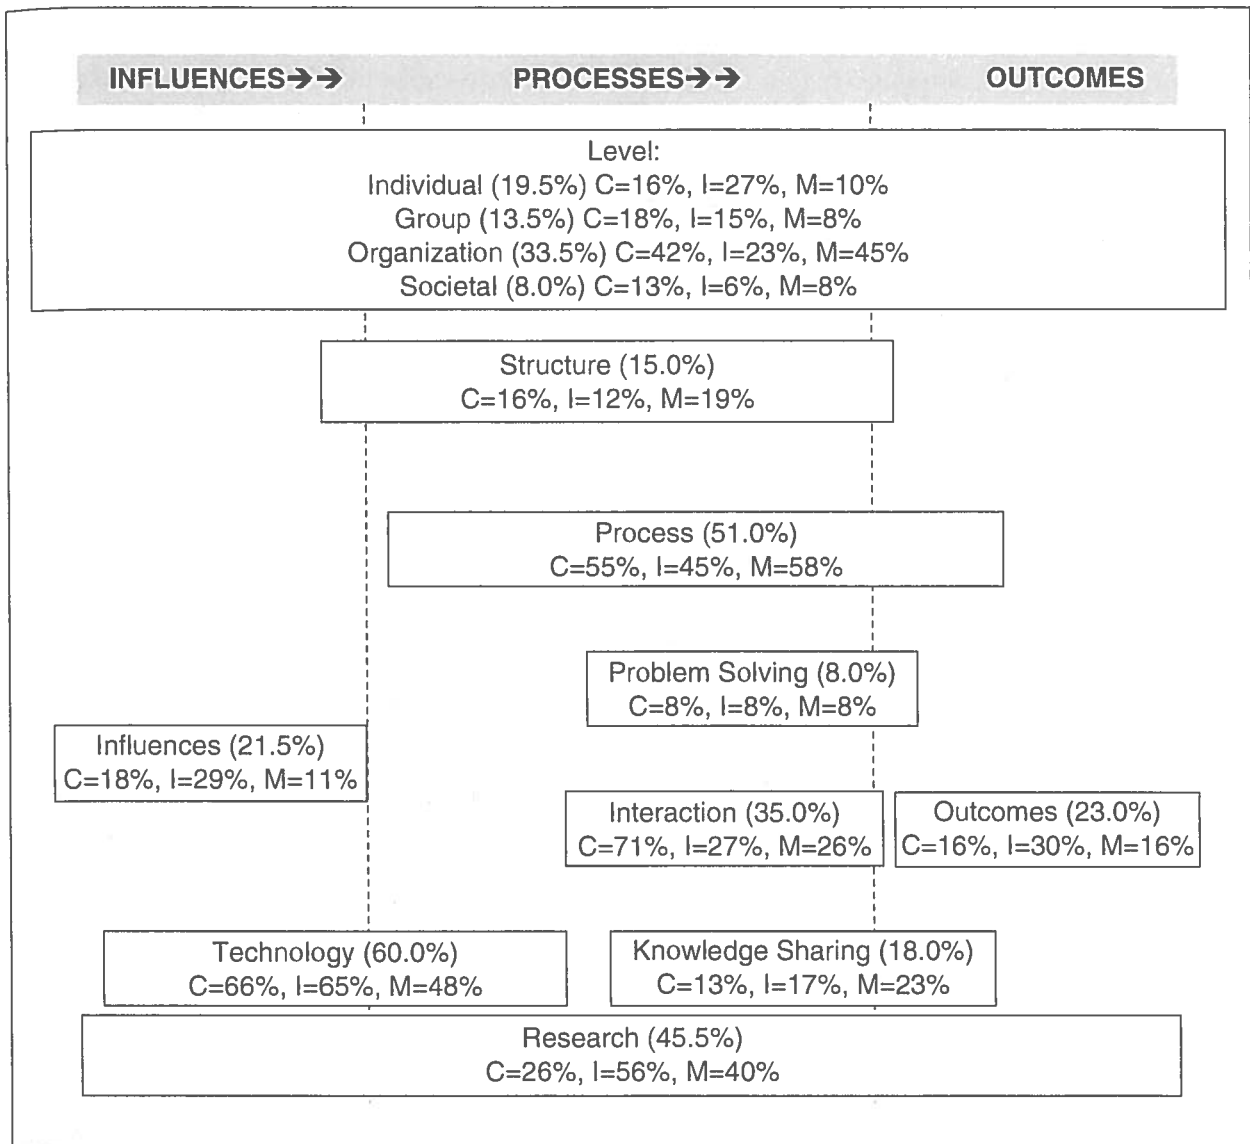 INFLUENCES→→ PROCESSES→→ OUTCOMES
Level:
Individual (19.5%) C=16%, I=27%, M=10%
Group (13.5%) C=18%, I=15%, M=8%
Organization (33.5%) C=42%, I=23%, M=45%
Societal (8.0%) C=13%, I=6%, M=8%
Structure (15.0%)
C=16%, I=12%, M=19%
Process (51.0%)
C=55%, I=45%, M=58%
Problem Solving (8.0%)
C=8%, I=8%, M=8%
Influences (21.5%)
C=18%, I=29%, M=11%
Interaction (35.0%)
C=71%, I=27%, M=26%
Outcomes (23.0%)
C=16%, I=30%, M=16%
Technology (60.0%)
C=66%, I=65%, M=48%
Knowledge Sharing (18.0%)
C=13%, I=17%, M=23%
Research (45.5%)
C=26%, I=56%, M=40%